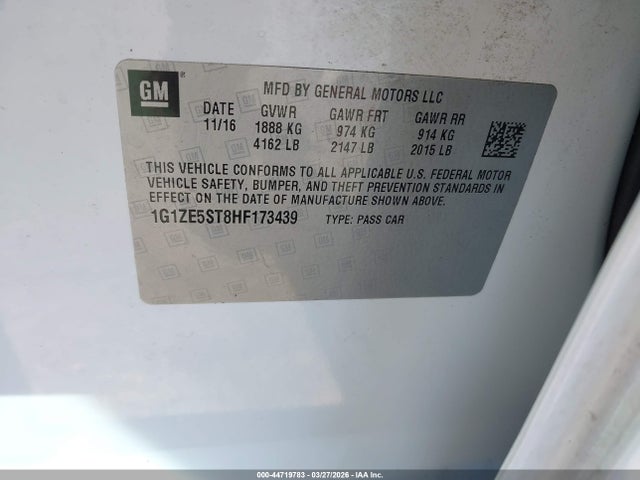 GM
MFD BY GENERAL MOTORS LLC
DATE GVWR GAWR FRT GAWR RR
11/16 1888 KG 974 KG 914 KG
4162 LB 2147 LB 2015 LB
THIS VEHICLE CONFORMS TO ALL APPLICABLE U.S. FEDERAL MOTOR
VEHICLE SAFETY, BUMPER, AND THEFT PREVENTION STANDARDS IN
EFFECT ON THE DATE OF MANUFACTURE SHOWN ABOVE.
1G1ZE5ST8HF173439 TYPE: PASS CAR
000-44719783 - 03/27/2026 - IAAI.COM